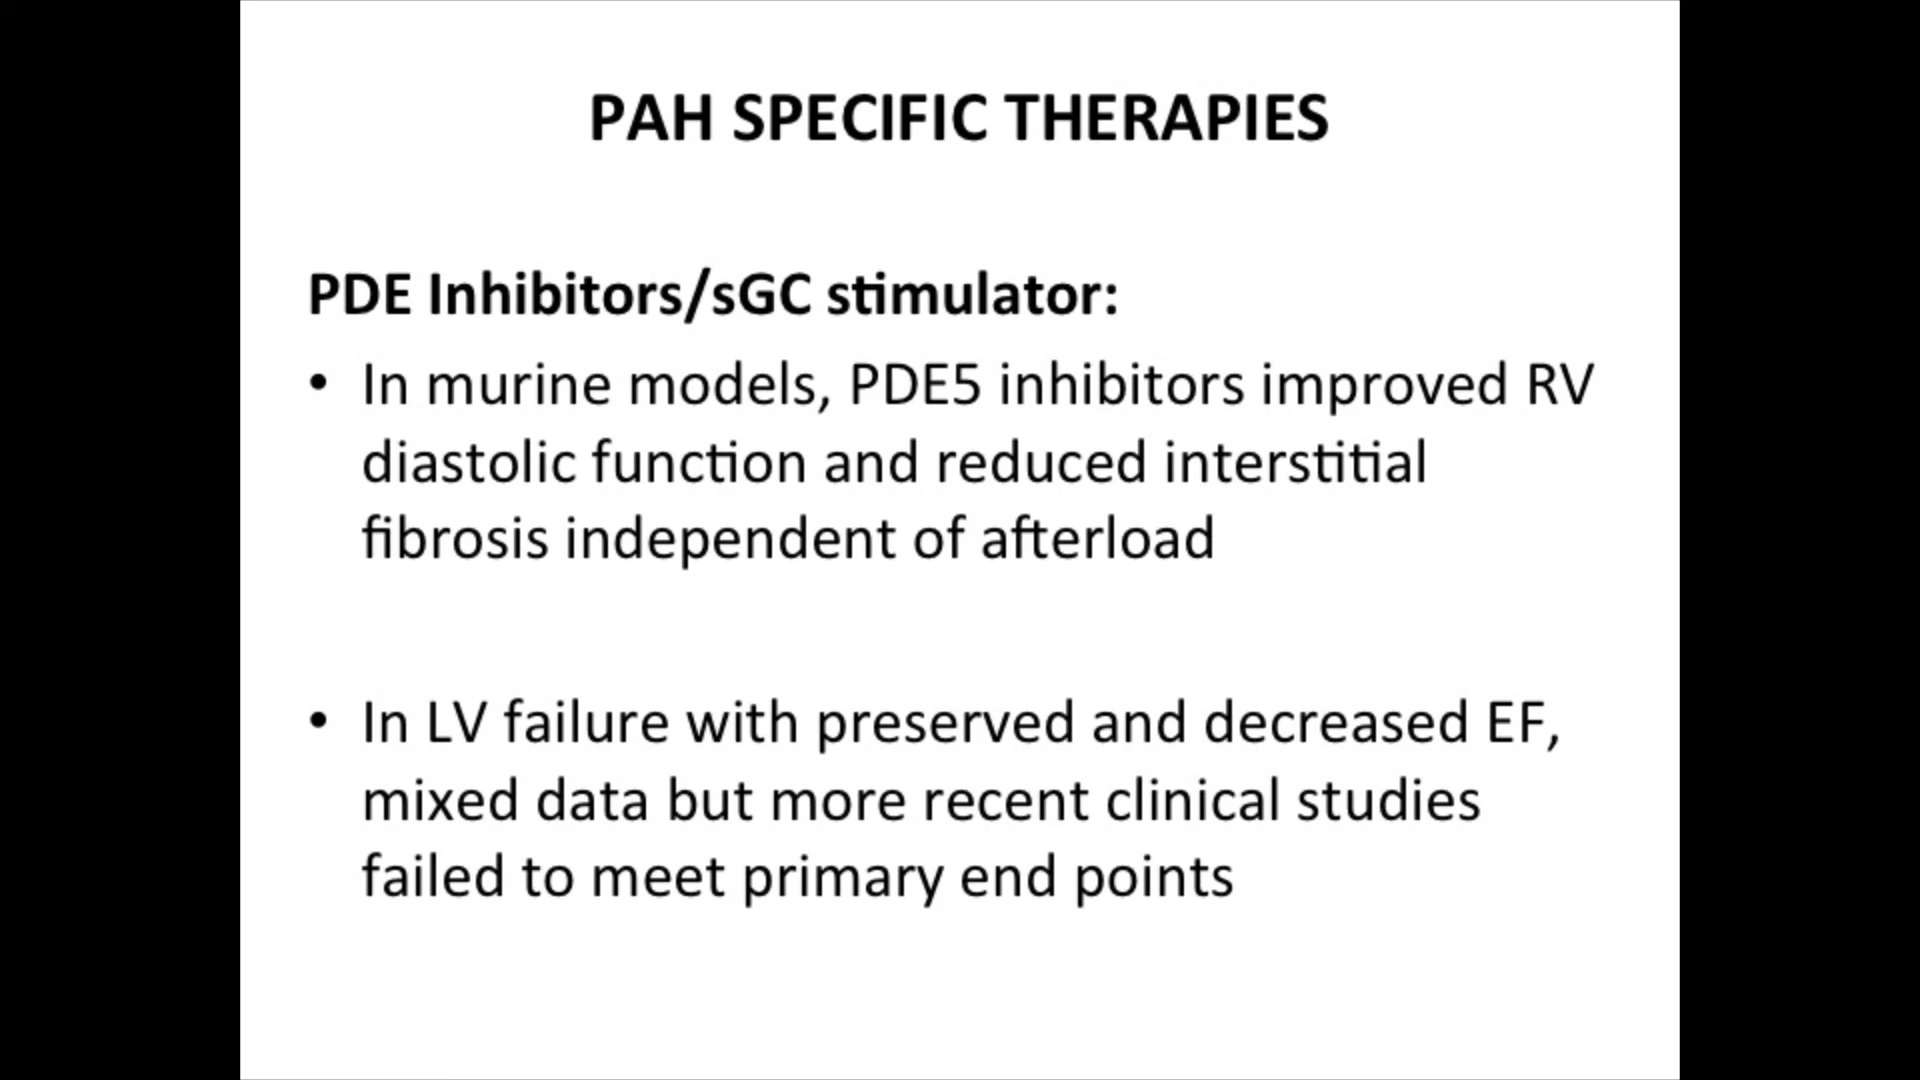 PAH SPECIFIC THERAPIES
PDE Inhibitors/sGC stimulator:
• In murine models, PDE5 inhibitors improved RV
diastolic function and reduced interstitial
fibrosis independent of afterload
• In LV failure with preserved and decreased EF,
mixed data but more recent clinical studies
failed to meet primary end points